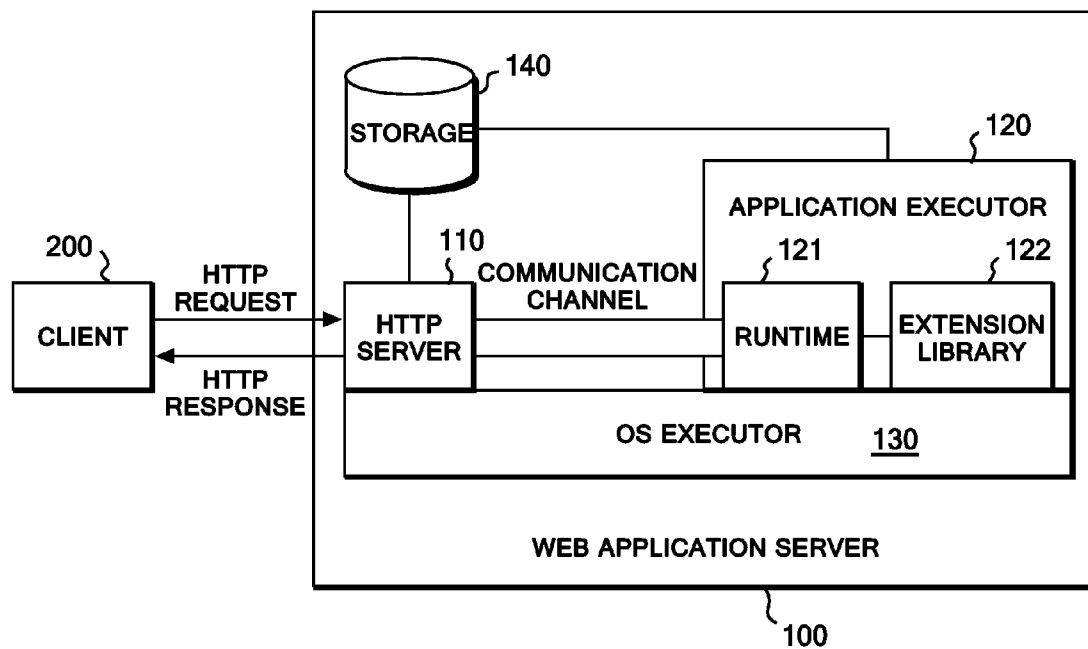 140
STORAGE
120
APPLICATION EXECUTOR
200
110
121
122
HTTP
REQUEST
COMMUNICATION
CHANNEL
CLIENT
HTTP
SERVER
RUNTIME
EXTENSION
LIBRARY
HTTP
RESPONSE
OS EXECUTOR
130
WEB APPLICATION SERVER
100